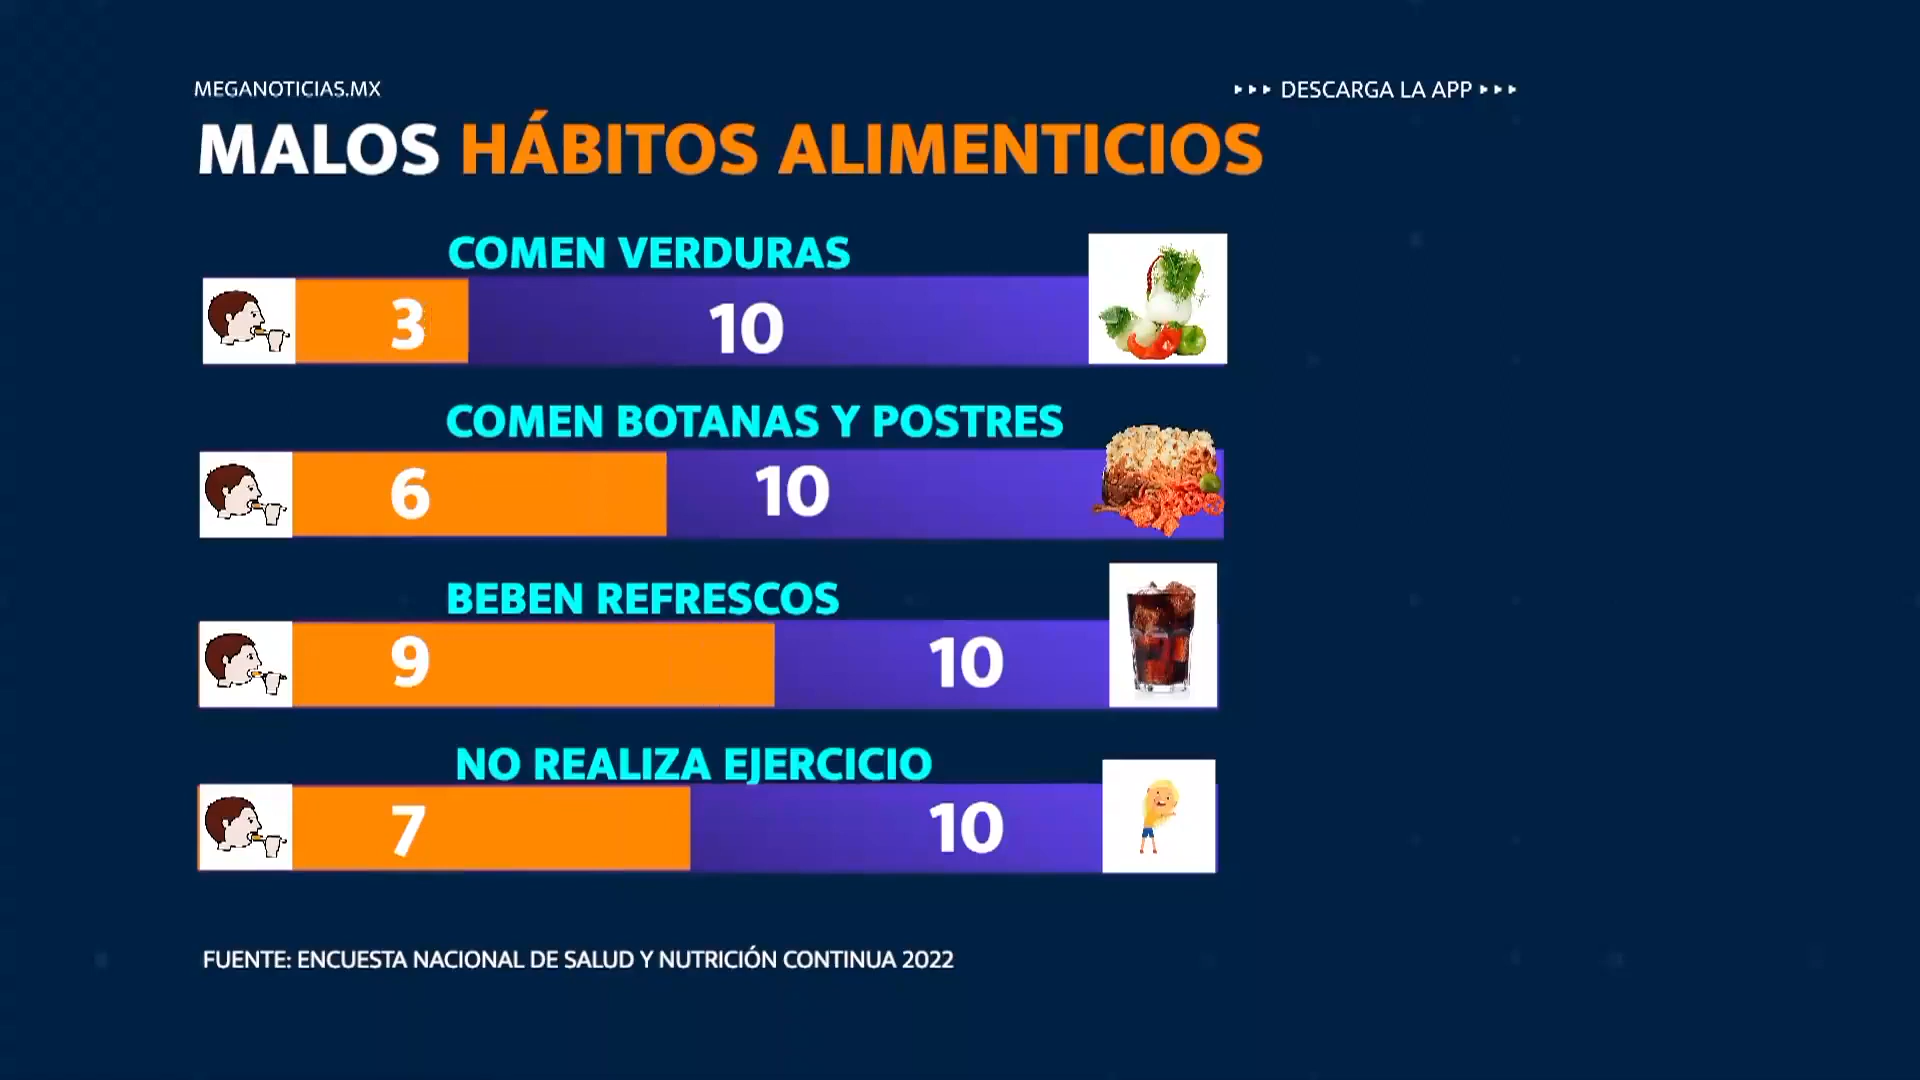 MEGANOTICIAS.MX
DESCARGA LA APP
MALOS HÁBITOS ALIMENTICIOS
COMEN VERDURAS
3 10
COMEN BOTANAS Y POSTRES
6 10
BEBEN REFRESCOS
9 10
NO REALIZA EJERCICIO
7 10
FUENTE: ENCUESTA NACIONAL DE SALUD Y NUTRICIÓN CONTINUA 2022